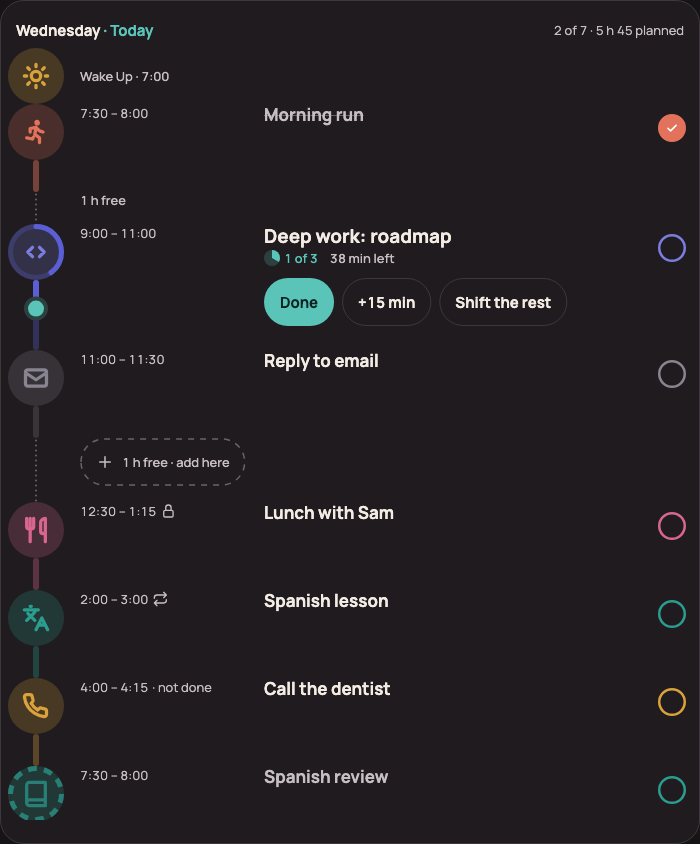 Wednesday · Today
2 of 7 · 5 h 45 planned
Wake Up · 7:00
7:30 – 8:00
Morning run
1 h free
9:00 – 11:00
Deep work: roadmap
1 of 3 38 min left
Done
+15 min
Shift the rest
11:00 – 11:30
Reply to email
1 h free · add here
12:30 – 1:15
Lunch with Sam
2:00 – 3:00
Spanish lesson
4:00 – 4:15 · not done
Call the dentist
7:30 – 8:00
Spanish review